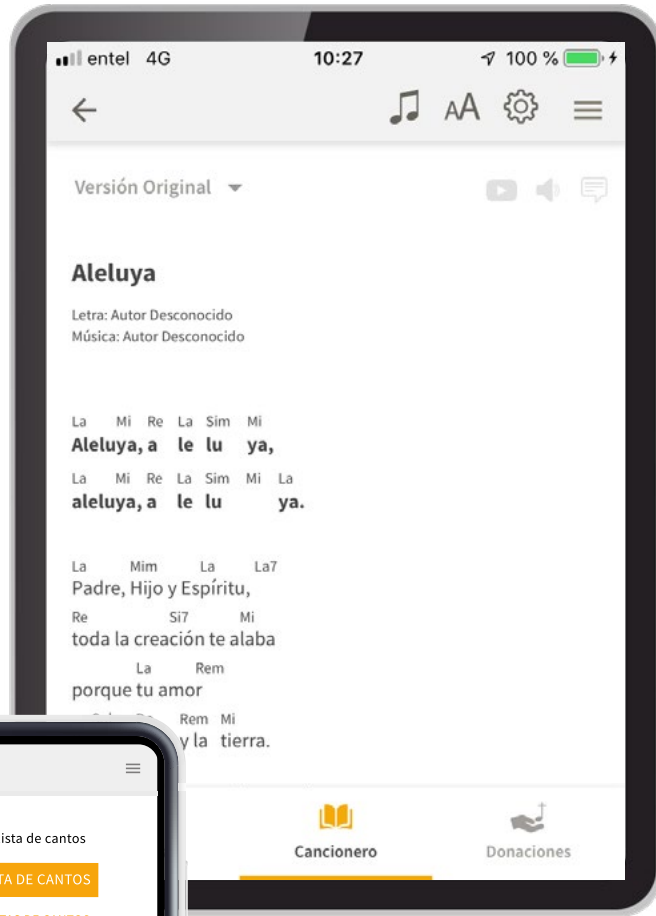 entel 4G 10:27 100 %
AA
Versión Original
Aleluya
Letra: Autor Desconocido
Música: Autor Desconocido
La Mi Re La Sim Mi
Aleluya, a le lu ya,
La Mi Re La Sim Mi La
aleluya, a le lu ya.
La Mim La La7
Padre, Hijo y Espíritu,
Re Si7 Mi
toda la creación te alaba
La Rem
porque tu amor
Rem Mi
y la tierra.
Cancionero Donaciones
ista de cantos
TA DE CANTOS